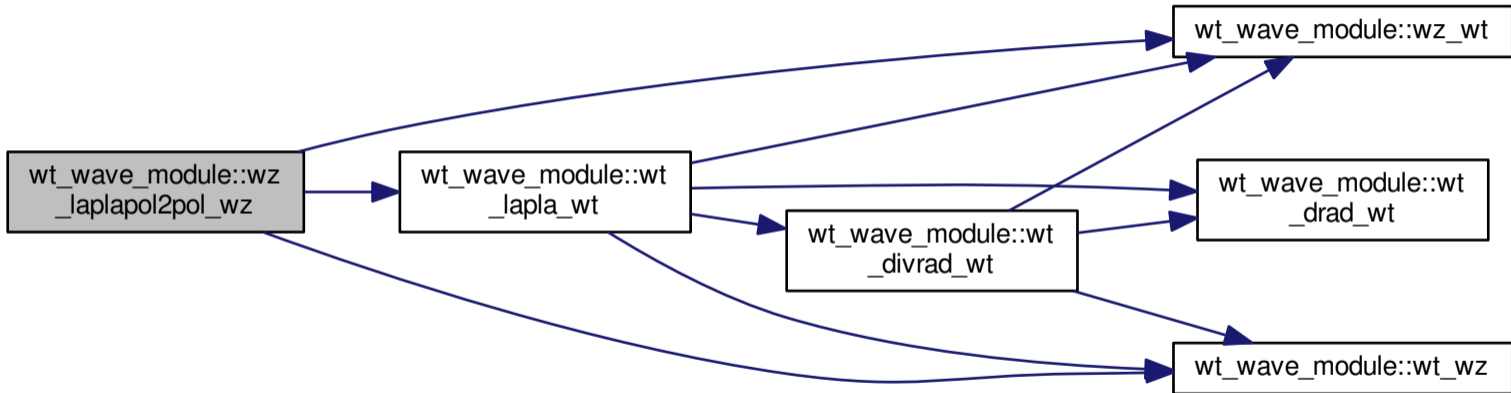 wt_wave_module::wz
_laplapol2pol_wz
wt_wave_module::wt
_lapla_wt
wt_wave_module::wt
_divrad_wt
wt_wave_module::wz_wt
wt_wave_module::wt
_drad_wt
wt_wave_module::wt_wz